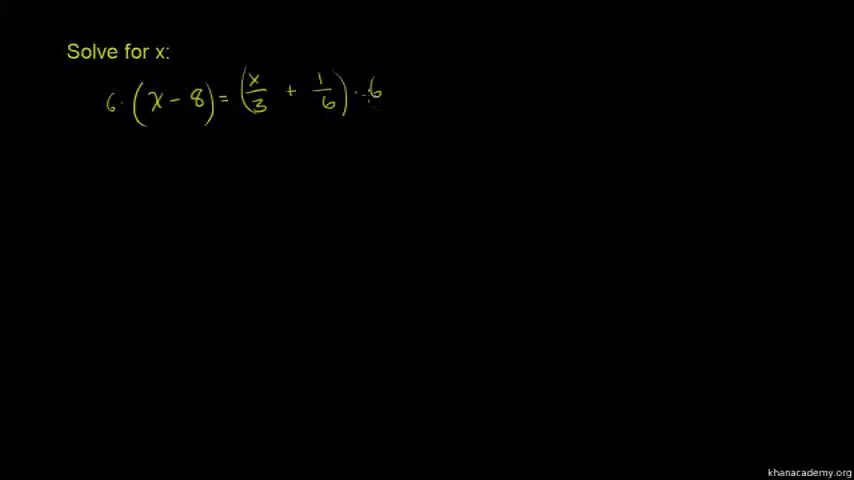 Solve for x:
6 · (x - 8) = (x/3 + 1/6) · 6
khanacademy.org